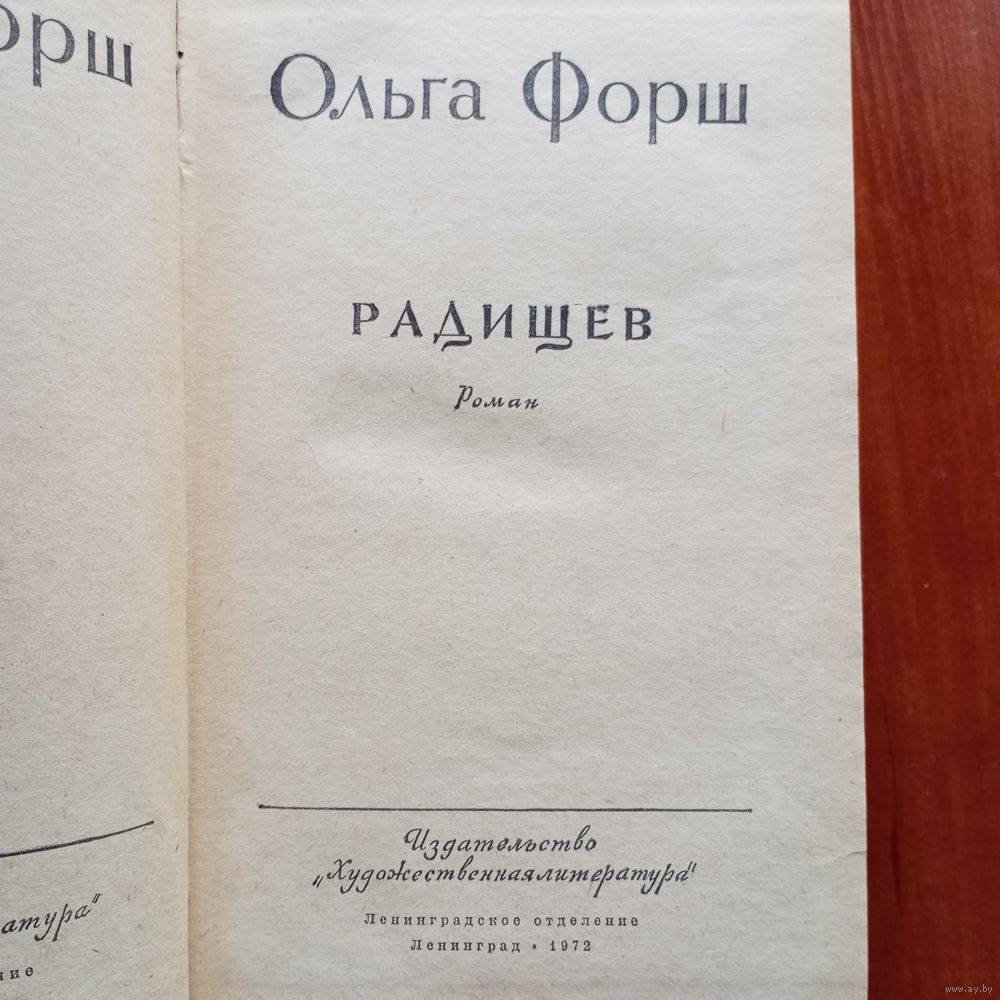 орш
атура"
ние
Ольга Форш
РАДИЩЕВ
Роман
Издательство
„Художественная литература"
Ленинградское отделение
Ленинград • 1972
www.ay.by